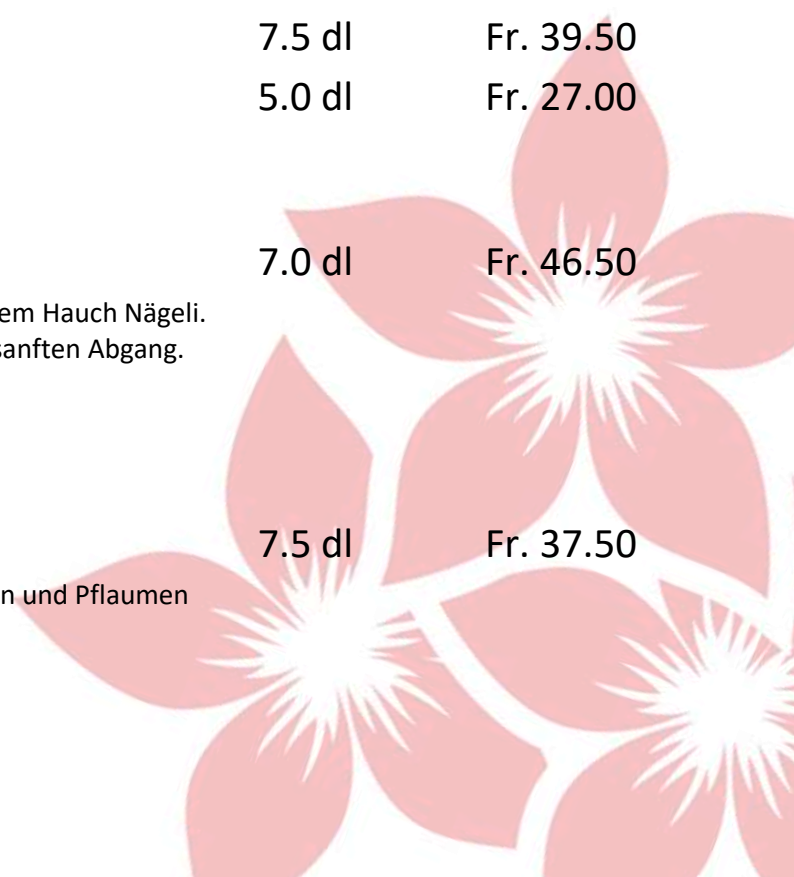 7.5 dl Fr. 39.50
5.0 dl Fr. 27.00
7.0 dl Fr. 46.50
em Hauch Nägeli.
sanften Abgang.
7.5 dl Fr. 37.50
n und Pflaumen